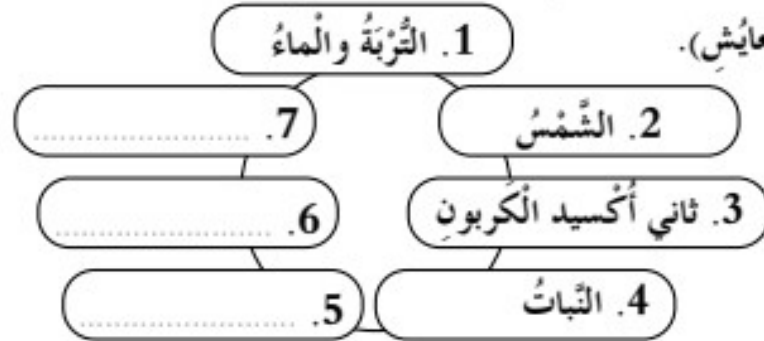 عايُشِ).
1. التُّرْبَةُ والْماءُ
2. الشَّمْسُ
3. ثاني أُكْسيد الْكَربونِ
4. النَّباتُ
5. ........................
6. ........................
7. ........................